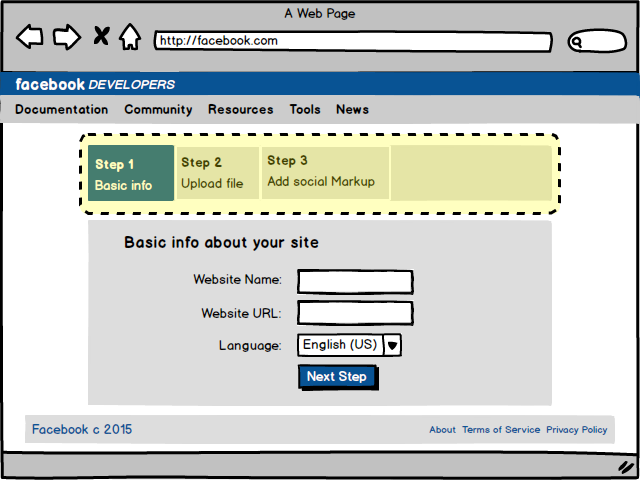 A Web Page
http://facebook.com
facebook DEVELOPERS
Documentation Community Resources Tools News
Step 1 Step 2 Step 3
Basic info Upload file Add social Markup
Basic info about your site
Website Name:
Website URL:
Language: English (US)
Next Step
Facebook c 2015 About Terms of Service Privacy Policy